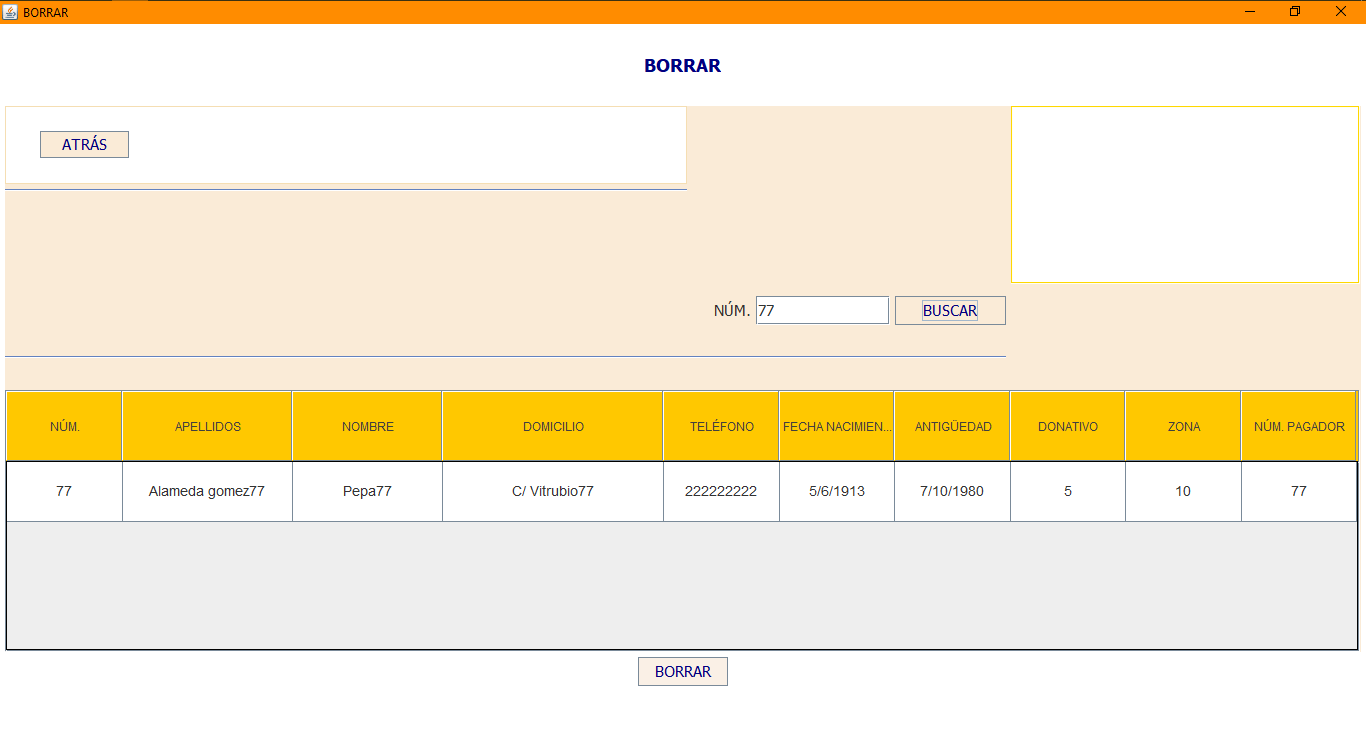 BORRAR
BORRAR
ATRÁS
NÚM. 77 BUSCAR
NÚM. APELLIDOS NOMBRE DOMICILIO TELÉFONO FECHA NACIMIEN... ANTIGÜEDAD DONATIVO ZONA NÚM. PAGADOR
77 Alameda gomez77 Pepa77 C/ Vitrubio77 222222222 5/6/1913 7/10/1980 5 10 77
BORRAR